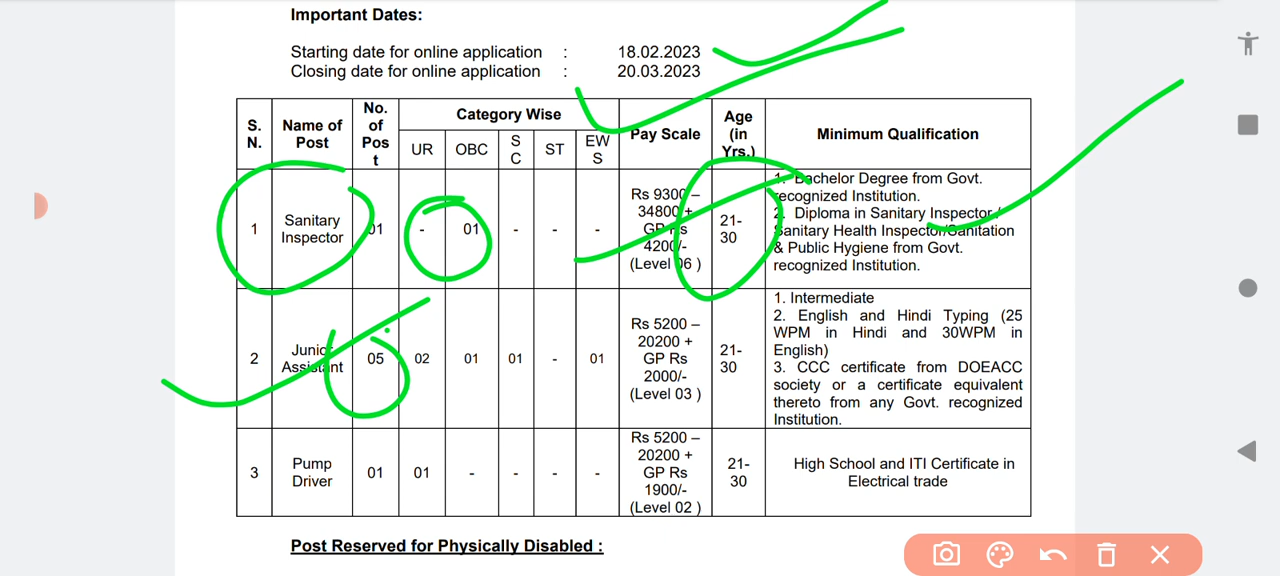 Important Dates:
Starting date for online application : 18.02.2023
Closing date for online application : 20.03.2023
S. N. Name of Post No. of Post Category Wise Pay Scale Age (in Yrs.) Minimum Qualification
UR OBC SC ST EWS
1 Sanitary Inspector 01 - 01 - - - Rs 9300 – 34800 + GP Rs 4200/- (Level 06 ) 21-30
1. Bachelor Degree from Govt.
recognized Institution.
2. Diploma in Sanitary Inspector /
Sanitary Health Inspector/Sanitation
& Public Hygiene from Govt.
recognized Institution.
2 Junior Assistant 05 02 01 01 - 01 Rs 5200 – 20200 + GP Rs 2000/- (Level 03 ) 21-30
1. Intermediate
2. English and Hindi Typing (25
WPM in Hindi and 30WPM in
English)
3. CCC certificate from DOEACC
society or a certificate equivalent
thereto from any Govt. recognized
Institution.
3 Pump Driver 01 01 - - - - Rs 5200 – 20200 + GP Rs 1900/- (Level 02 ) 21-30
High School and ITI Certificate in
Electrical trade
Post Reserved for Physically Disabled :